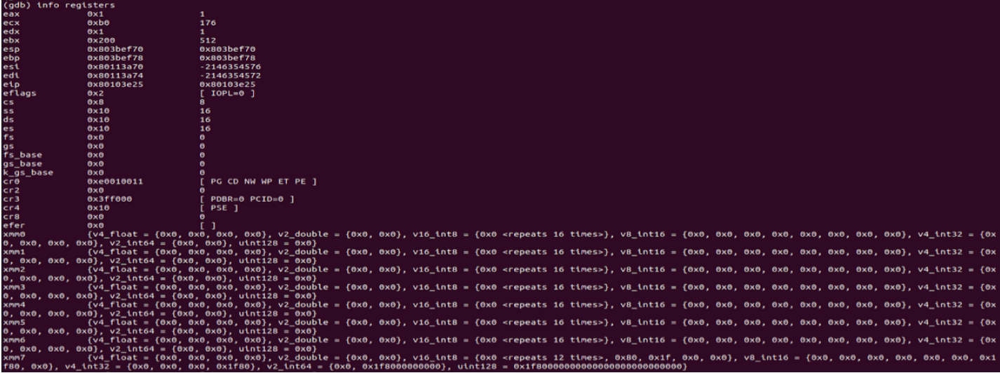 (gdb) info registers
eax 0x1 1
ecx 0xb0 176
edx 0x1 1
ebx 0x200 512
esp 0x803bef70 0x803bef70
ebp 0x803bef78 0x803bef78
esi 0x80113a70 -2146354576
edi 0x80113a74 -2146354572
eip 0x80103e25 0x80103e25
eflags 0x2 [ IOPL=0 ]
cs 0x8 8
ss 0x10 16
ds 0x10 16
es 0x10 16
fs 0x0 0
gs 0x0 0
fs_base 0x0 0
gs_base 0x0 0
k_gs_base 0x0 0
cr0 0xe0010011 [ PG CD NW WP ET PE ]
cr2 0x0 0
cr3 0x3ff000 [ PDBR=0 PCID=0 ]
cr4 0x10 [ PSE ]
cr8 0x0 0
efer 0x0 [ ]
xmm0 {v4_float = {0x0, 0x0, 0x0, 0x0}, v2_double = {0x0, 0x0}, v16_int8 = {0x0 <repeats 16 times>}, v8_int16 = {0x0, 0x0, 0x0, 0x0, 0x0, 0x0, 0x0, 0x0}, v4_int32 = {0x
0, 0x0, 0x0, 0x0}, v2_int64 = {0x0, 0x0}, uint128 = 0x0}
xmm1 {v4_float = {0x0, 0x0, 0x0, 0x0}, v2_double = {0x0, 0x0}, v16_int8 = {0x0 <repeats 16 times>}, v8_int16 = {0x0, 0x0, 0x0, 0x0, 0x0, 0x0, 0x0, 0x0}, v4_int32 = {0x
0, 0x0, 0x0, 0x0}, v2_int64 = {0x0, 0x0}, uint128 = 0x0}
xmm2 {v4_float = {0x0, 0x0, 0x0, 0x0}, v2_double = {0x0, 0x0}, v16_int8 = {0x0 <repeats 16 times>}, v8_int16 = {0x0, 0x0, 0x0, 0x0, 0x0, 0x0, 0x0, 0x0}, v4_int32 = {0x
0, 0x0, 0x0, 0x0}, v2_int64 = {0x0, 0x0}, uint128 = 0x0}
xmm3 {v4_float = {0x0, 0x0, 0x0, 0x0}, v2_double = {0x0, 0x0}, v16_int8 = {0x0 <repeats 16 times>}, v8_int16 = {0x0, 0x0, 0x0, 0x0, 0x0, 0x0, 0x0, 0x0}, v4_int32 = {0x
0, 0x0, 0x0, 0x0}, v2_int64 = {0x0, 0x0}, uint128 = 0x0}
xmm4 {v4_float = {0x0, 0x0, 0x0, 0x0}, v2_double = {0x0, 0x0}, v16_int8 = {0x0 <repeats 16 times>}, v8_int16 = {0x0, 0x0, 0x0, 0x0, 0x0, 0x0, 0x0, 0x0}, v4_int32 = {0x
0, 0x0, 0x0, 0x0}, v2_int64 = {0x0, 0x0}, uint128 = 0x0}
xmm5 {v4_float = {0x0, 0x0, 0x0, 0x0}, v2_double = {0x0, 0x0}, v16_int8 = {0x0 <repeats 16 times>}, v8_int16 = {0x0, 0x0, 0x0, 0x0, 0x0, 0x0, 0x0, 0x0}, v4_int32 = {0x
0, 0x0, 0x0, 0x0}, v2_int64 = {0x0, 0x0}, uint128 = 0x0}
xmm6 {v4_float = {0x0, 0x0, 0x0, 0x0}, v2_double = {0x0, 0x0}, v16_int8 = {0x0 <repeats 16 times>}, v8_int16 = {0x0, 0x0, 0x0, 0x0, 0x0, 0x0, 0x0, 0x0}, v4_int32 = {0x
0, 0x0, 0x0, 0x0}, v2_int64 = {0x0, 0x0}, uint128 = 0x0}
xmm7 {v4_float = {0x0, 0x0, 0x0, 0x0}, v2_double = {0x0, 0x0}, v16_int8 = {0x0 <repeats 12 times>, 0x80, 0x1f, 0x0, 0x0}, v8_int16 = {0x0, 0x0, 0x0, 0x0, 0x0, 0x0, 0x1
f80, 0x0}, v4_int32 = {0x0, 0x0, 0x0, 0x1f80}, v2_int64 = {0x0, 0x1f8000000000}, uint128 = 0x1f80000000000000000000000000}